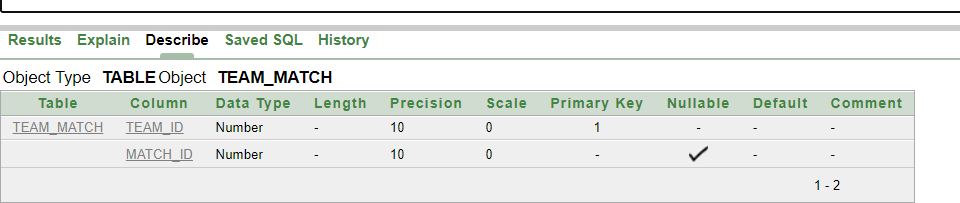 Results Explain Describe Saved SQL History
Object Type TABLE Object TEAM_MATCH
Table Column Data Type Length Precision Scale Primary Key Nullable Default Comment
TEAM_MATCH TEAM_ID Number - 10 0 1 - - -
MATCH_ID Number - 10 0 - ✓ - -
1 - 2